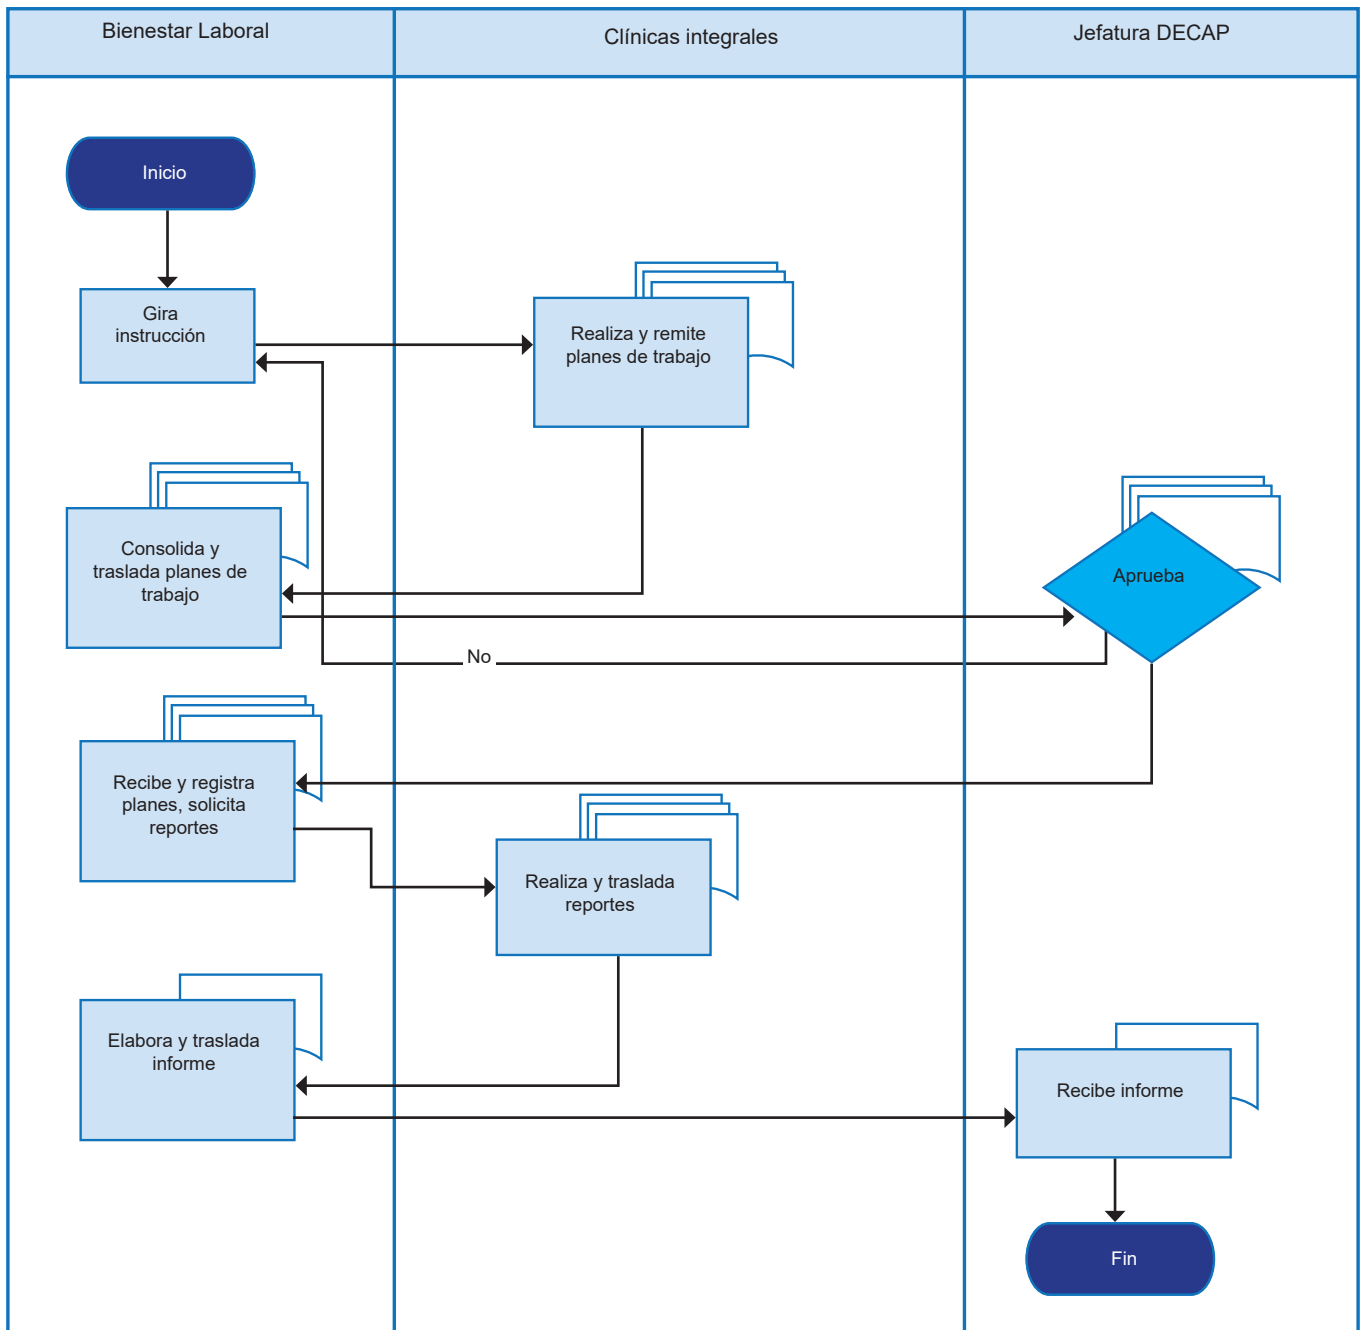 Bienestar Laboral
Clínicas integrales
Jefatura DECAP
Inicio
Gira
instrucción
Realiza y remite
planes de trabajo
Consolida y
traslada planes de
trabajo
Aprueba
No
Recibe y registra
planes, solicita
reportes
Realiza y traslada
reportes
Elabora y traslada
informe
Recibe informe
Fin